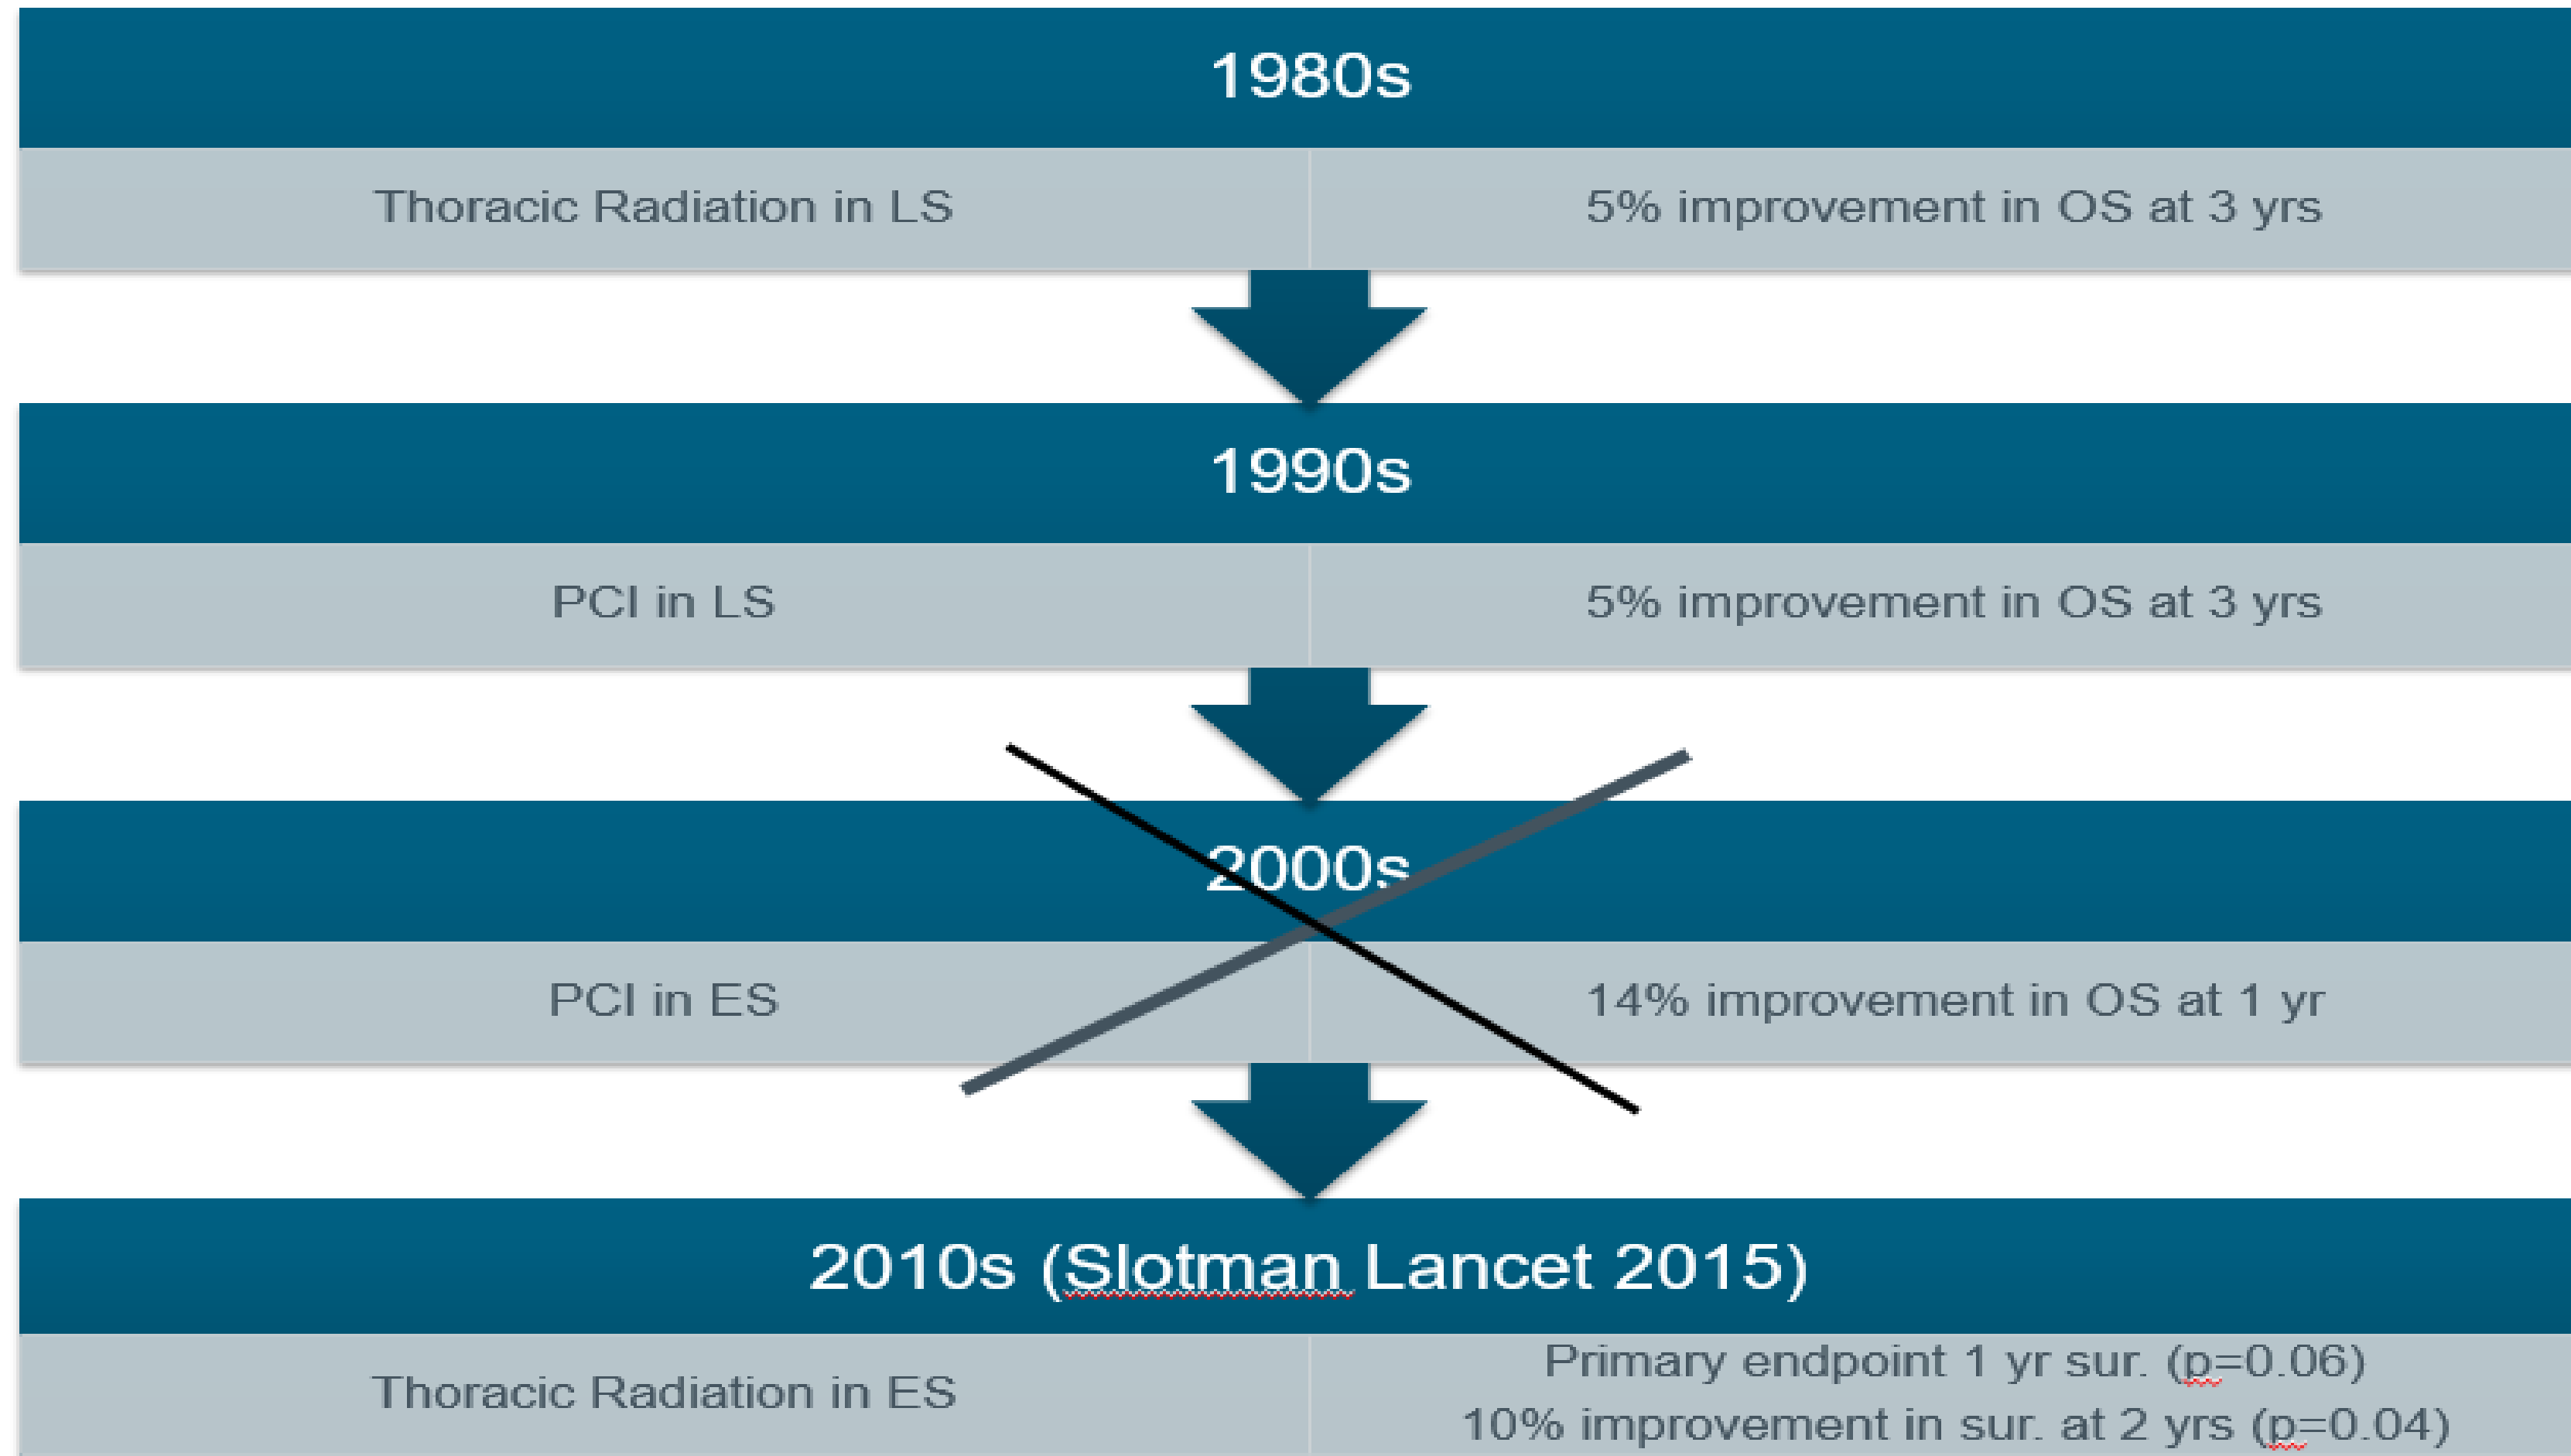 1980s
Thoracic Radiation in LS
5% improvement in OS at 3 yrs
1990s
PCI in LS
5% improvement in OS at 3 yrs
2000s
PCI in ES
14% improvement in OS at 1 yr
2010s (Slotman Lancet 2015)
Thoracic Radiation in ES
Primary endpoint 1 yr sur. (p=0.06)
10% improvement in sur. at 2 yrs (p=0.04)